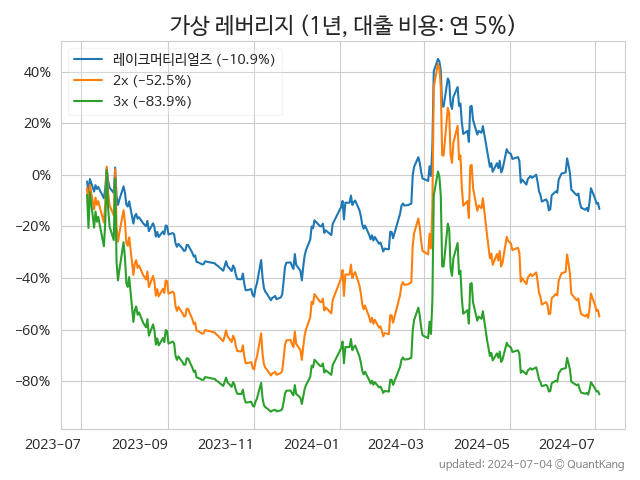 가상 레버리지 (1년, 대출 비용: 연 5%)
레이크머티리얼즈 (-10.9%)
2x (-52.5%)
3x (-83.9%)
40%
20%
0%
-20%
-40%
-60%
-80%
2023-07 2023-09 2023-11 2024-01 2024-03 2024-05 2024-07
updated: 2024-07-04 © QuantKang